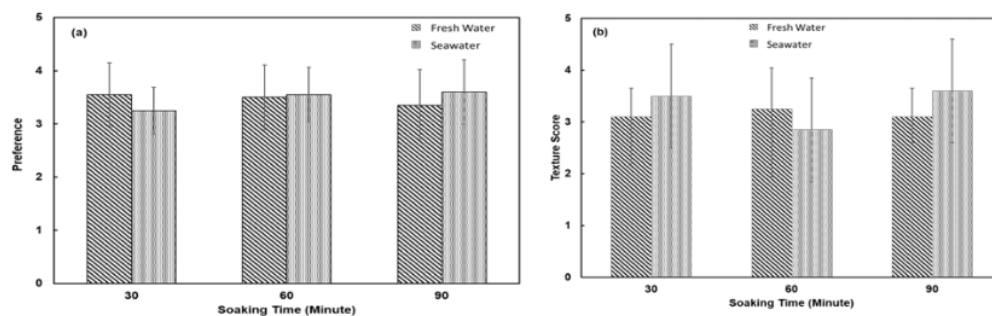 (a)
Fresh Water
Seawater
5
4
3
2
1
0
Preference
30 60 90
Soaking Time (Minute)
(b)
Fresh Water
Seawater
5
4
3
2
1
0
Texture Score
30 60 90
Soaking Time (Minute)